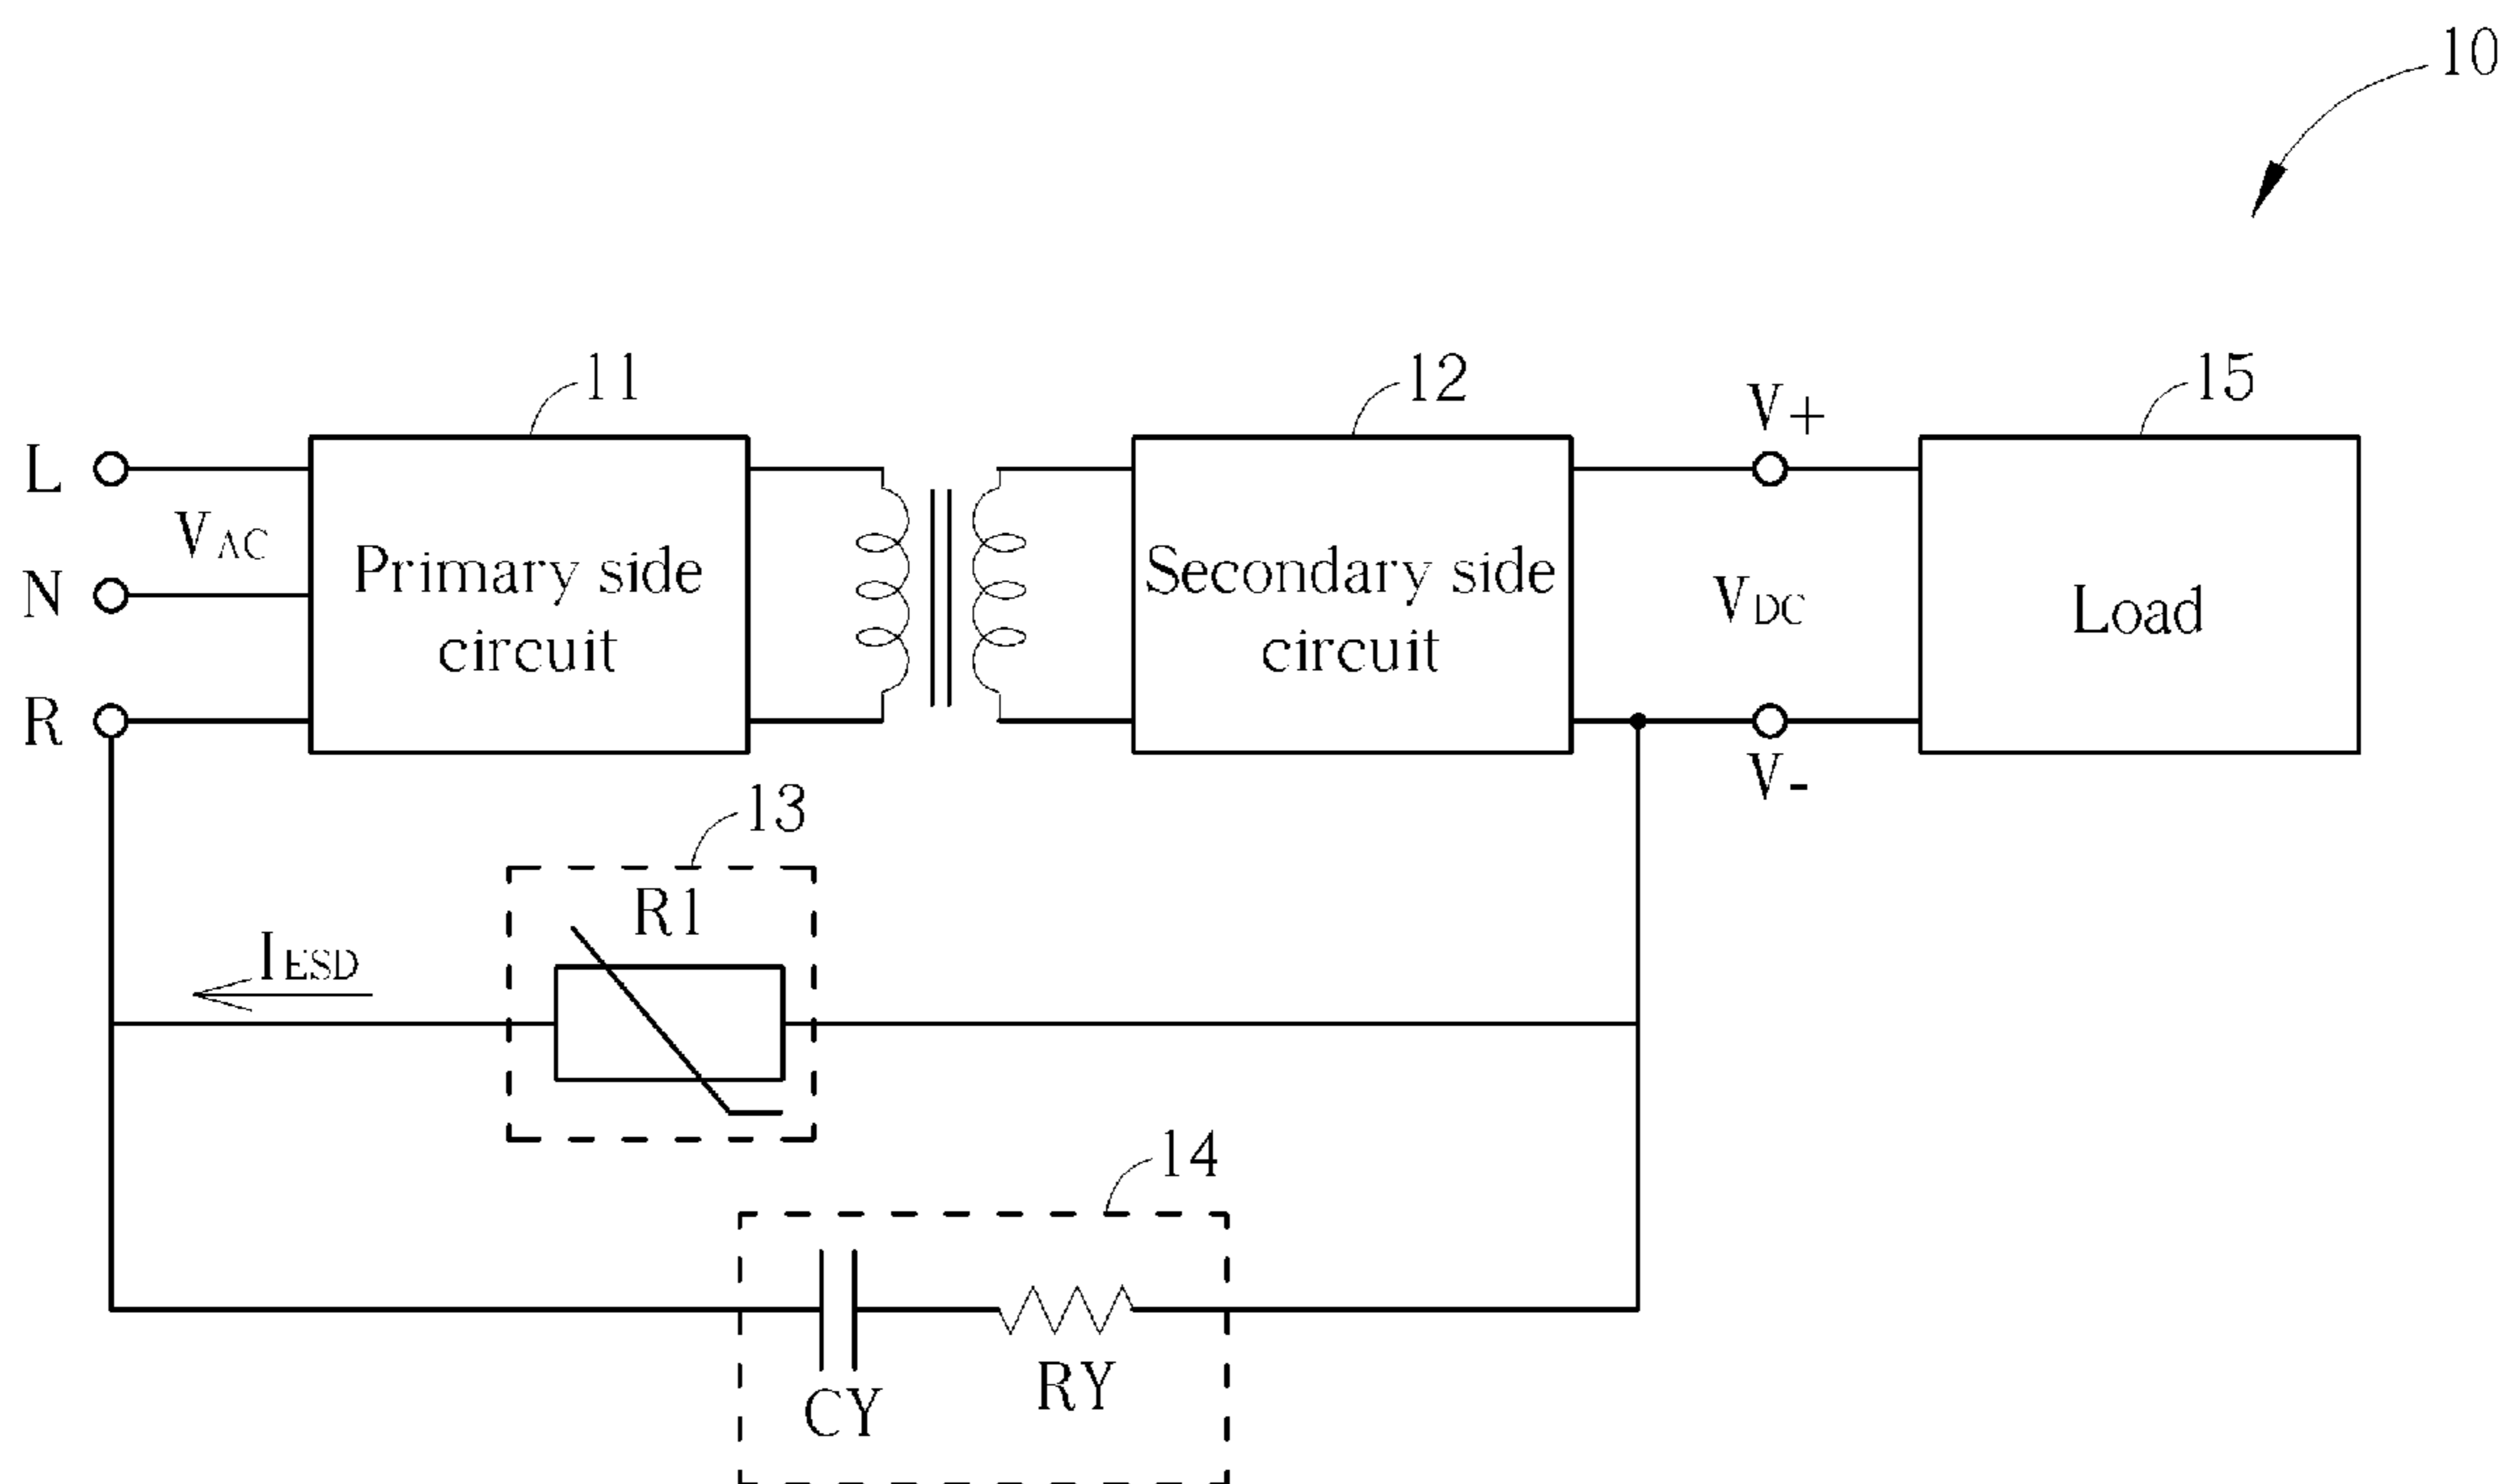 10
11
12
15
V+
L
VAC
N
R
Primary side
circuit
Secondary side
circuit
VDC
Load
V-
13
R1
IESD
14
CY
RY